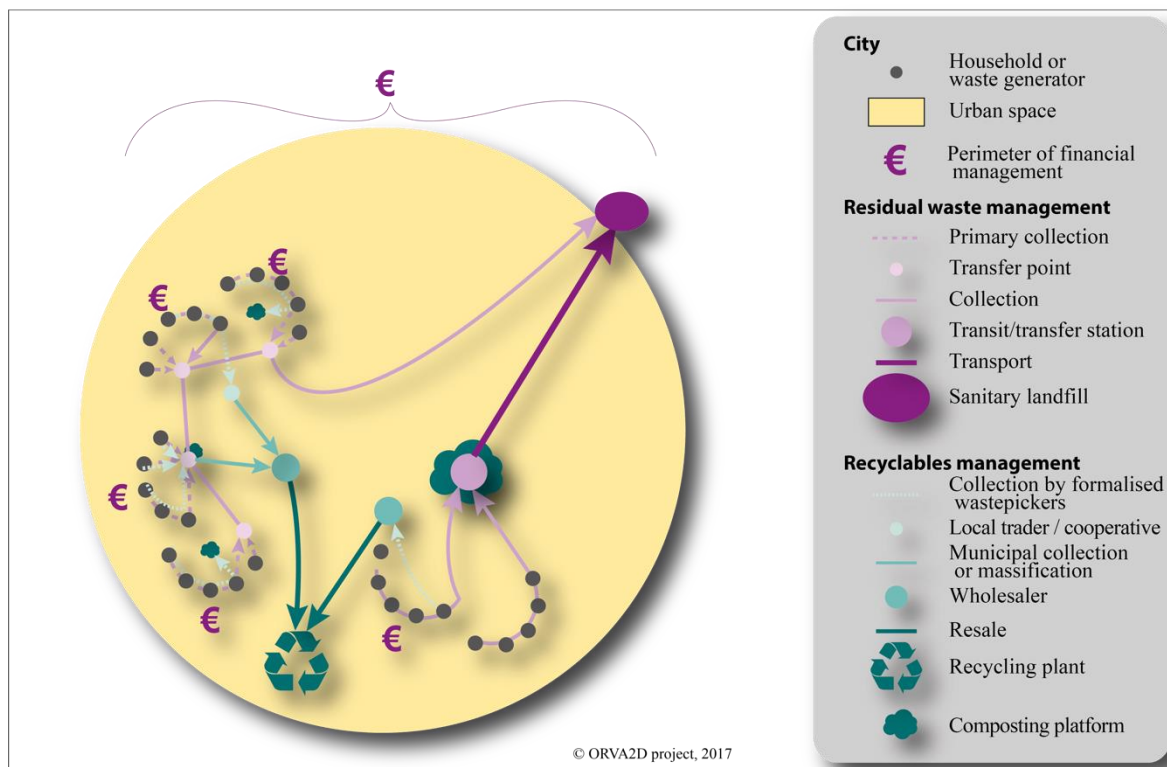 €
€
€
€
€
€
© ORVA2D project, 2017
City
Household or
waste generator
Urban space
€
Perimeter of financial
management
Residual waste management
Primary collection
Transfer point
Collection
Transit/transfer station
Transport
Sanitary landfill
Recyclables management
Collection by formalised
wastepickers
Local trader / cooperative
Municipal collection
or massification
Wholesaler
Resale
Recycling plant
Composting platform